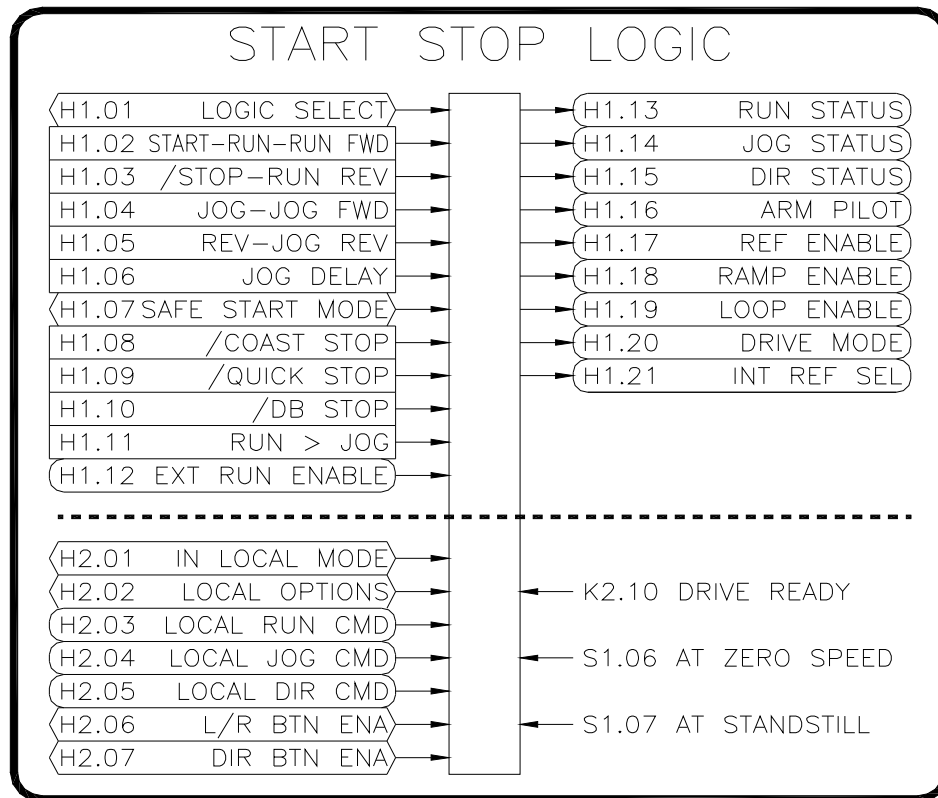 START STOP LOGIC
H1.01 LOGIC SELECT
H1.02 START-RUN-RUN FWD
H1.03 /STOP-RUN REV
H1.04 JOG-JOG FWD
H1.05 REV-JOG REV
H1.06 JOG DELAY
H1.07 SAFE START MODE
H1.08 /COAST STOP
H1.09 /QUICK STOP
H1.10 /DB STOP
H1.11 RUN > JOG
H1.12 EXT RUN ENABLE
H1.13 RUN STATUS
H1.14 JOG STATUS
H1.15 DIR STATUS
H1.16 ARM PILOT
H1.17 REF ENABLE
H1.18 RAMP ENABLE
H1.19 LOOP ENABLE
H1.20 DRIVE MODE
H1.21 INT REF SEL
H2.01 IN LOCAL MODE
H2.02 LOCAL OPTIONS
H2.03 LOCAL RUN CMD
H2.04 LOCAL JOG CMD
H2.05 LOCAL DIR CMD
H2.06 L/R BTN ENA
H2.07 DIR BTN ENA
K2.10 DRIVE READY
S1.06 AT ZERO SPEED
S1.07 AT STANDSTILL